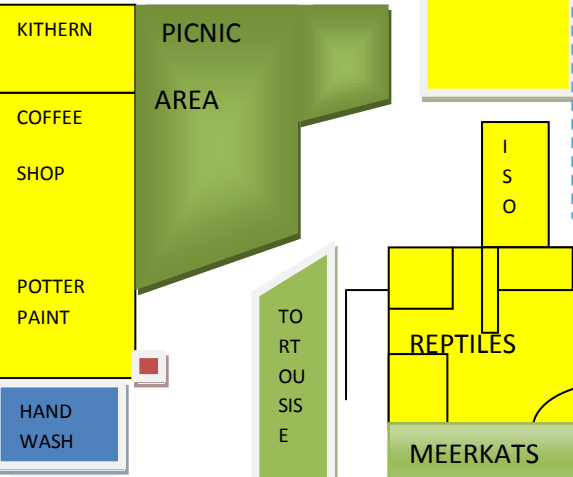 KITHERN
PICNIC
AREA
COFFEE
SHOP
I
S
O
POTTER
PAINT
TO
RT
OU
SIS
E
REPTILES
HAND
WASH
MEERKATS